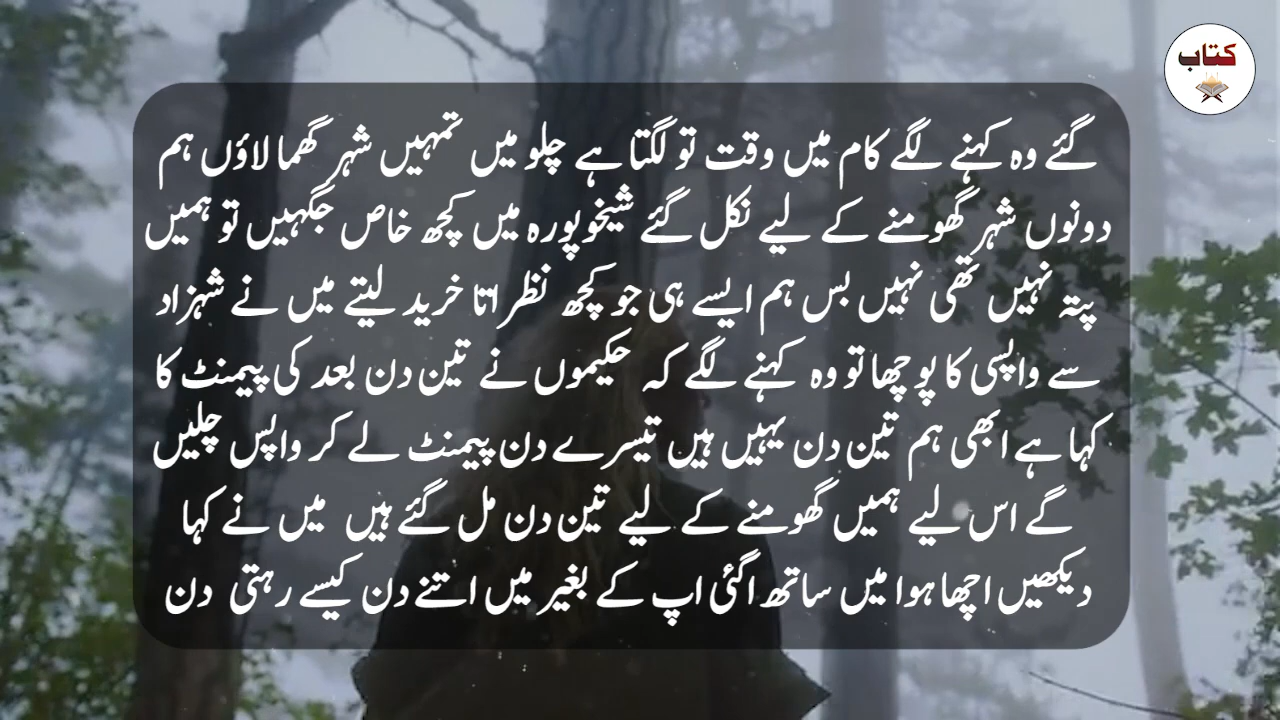 کتاب
گئے وہ کہنے لگے کام میں وقت تو لگتا ہے چلو میں تمہیں شہر گھما لاؤں ہم
دونوں شہر گھومنے کے لیے نکل گئے شیخوپورہ میں کچھ خاص جگہیں تو ہمیں
پتہ نہیں تھی نہیں بس ہم ایسے ہی جو کچھ نظر اتا خرید لیتے میں نے شہزاد
سے واپسی کا پوچھا تو وہ کہنے لگے کہ حکیموں نے تین دن بعد کی پیمنٹ کا
کہا ہے ابھی ہم تین دن یہیں ہیں تیسرے دن پیمنٹ لے کر واپس چلیں
گے اس لیے ہمیں گھومنے کے لیے تین دن مل گئے ہیں میں نے کہا
دیکھیں اچھا ہوا میں ساتھ اگئی اپ کے بغیر میں اتنے دن کیسے رہتی دن